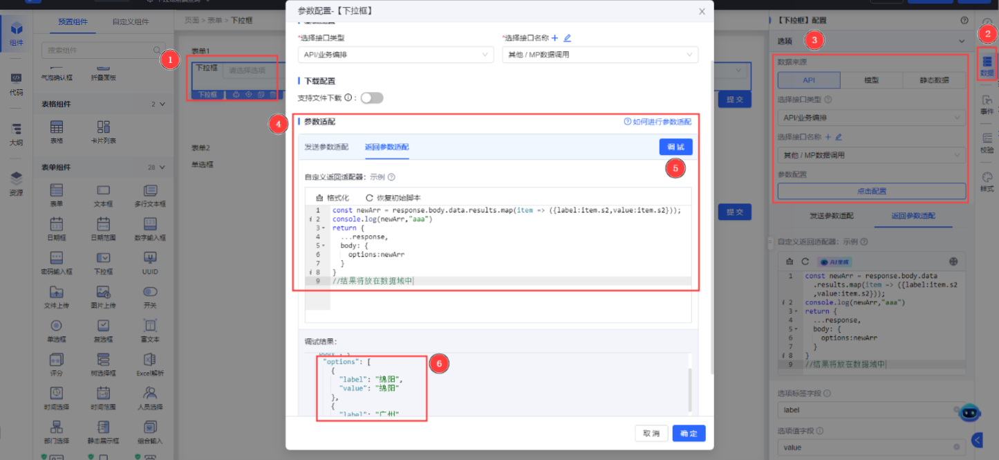 预置组件
自定义组件
搜索组件
气泡确认框
折叠面板
表格组件
2
表格
卡片列表
表单组件
28
表单
文本框
多行文本框
日期框
日期范围
数字输入框
密码输入框
下拉框
UUID
文件上传
图片上传
开关
单选框
复选框
富文本
评分
树选择框
Excel解析
时间选择
时间范围
人员选择
部门选择
静态展示框
组合输入
组件
代码
大纲
资源
页面 > 表单 > 下拉框
表单1
1
下拉框
请选择选项
下拉框
提 交
表单2
单选框
提 交
参数配置-【下拉框】
*选择接口类型
*选择接口名称
API/业务编排
其他 / MP数据调用
下载配置
支持文件下载
4
参数适配
如何进行参数适配
发送参数适配
返回参数适配
调 试
5
自定义返回适配器: 示例
格式化
恢复初始脚本
1 const newArr = response.body.data.results.map(item => ({label:item.s2,value:item.s2}));
i 2 console.log(newArr,"aaa")
3 return {
4 ...response,
5 body: {
6 options:newArr
7 }
i 8 }
9 //结果将放在数据域中
调试结果:
"options": [
{
"label": "绵阳",
"value": "绵阳"
},
{
"label": "广州"
6
取 消
确 定
【下拉框】配置
选项
3
数据来源
API
模型
静态数据
选择接口类型
API/业务编排
选择接口名称
其他 / MP数据调用
参数配置
点击配置
发送参数适配
返回参数适配
自定义返回适配器: 示例
AI生成
1 const newArr = response.body.data
.results.map(item => ({label:item.s2
,value:item.s2}));
i 2 console.log(newArr,"aaa")
3 return {
4 ...response,
5 body: {
6 options:newArr
7 }
i 8 }
9 //结果将放在数据域中
选项标签字段
label
选项值字段
value
2
数据
事件
校验
样式